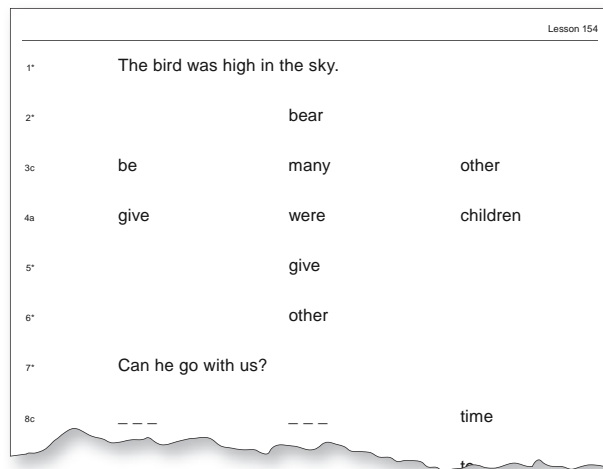 Lesson 154
1* The bird was high in the sky.
2* bear
3c be many other
4a give were children
5* give
6* other
7* Can he go with us?
8c _ _ _ _ _ _ time